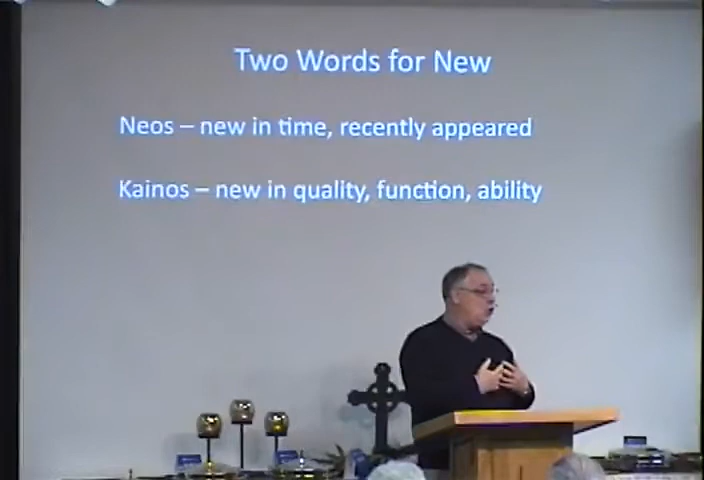 Two Words for New
Neos – new in time, recently appeared
Kainos – new in quality, function, ability